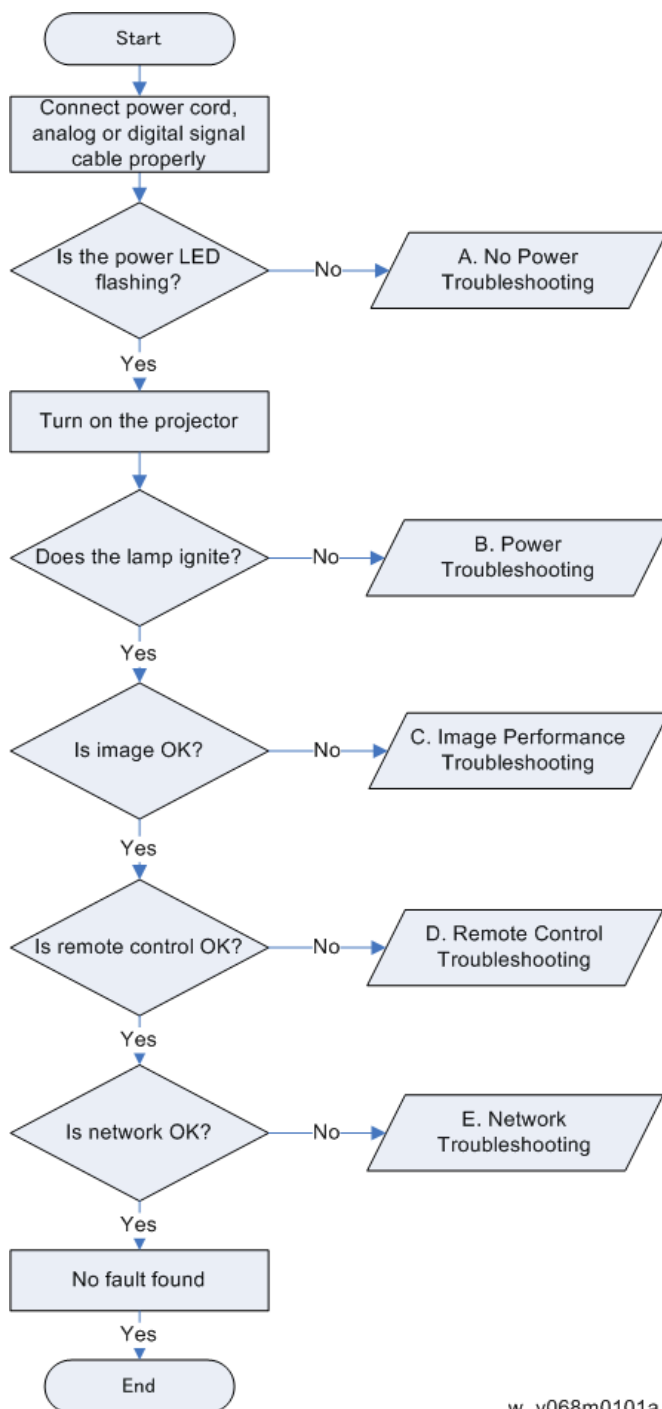 Start
Connect power cord,
analog or digital signal
cable properly
Is the power LED
flashing?
No
A. No Power
Troubleshooting
Yes
Turn on the projector
Does the lamp ignite?
No
B. Power
Troubleshooting
Yes
Is image OK?
No
C. Image Performance
Troubleshooting
Yes
Is remote control OK?
No
D. Remote Control
Troubleshooting
Yes
Is network OK?
No
E. Network
Troubleshooting
Yes
No fault found
Yes
End
w_v068m0101a